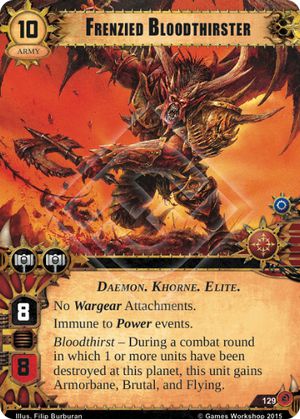 10
ARMY
Frenzied Bloodthirster
Daemon. Khorne. Elite.
No Wargear Attachments.
Immune to Power events.
8
8
Bloodthirst – During a combat round
in which 1 or more units have been
destroyed at this planet, this unit gains
Armorbane, Brutal, and Flying.
129
Illus. Filip Burburan
© Games Workshop 2015